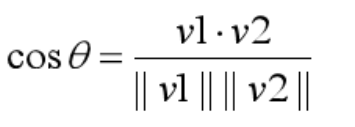 cos θ = v1 · v2 / || v1 || || v2 ||